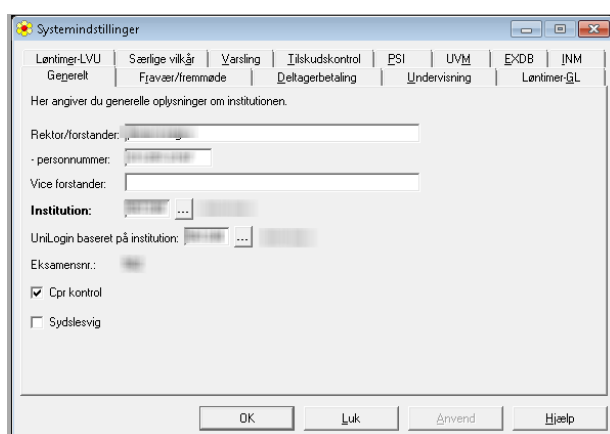 Systemindstillinger
Løntimer-LVU Særlige vilkår Varsling Tilskudskontrol PSI UVM EXDB INM
Generelt Fravær/fremmøde Deltagerbetaling Undervisning Løntimer-GL
Her angiver du generelle oplysninger om institutionen.
Rektor/forstander:
- personnummer:
Vice forstander:
Institution: ...
UniLogin baseret på institution: ...
Eksamensnr.:
Cpr kontrol
Sydslesvig
OK Luk Anvend Hjælp